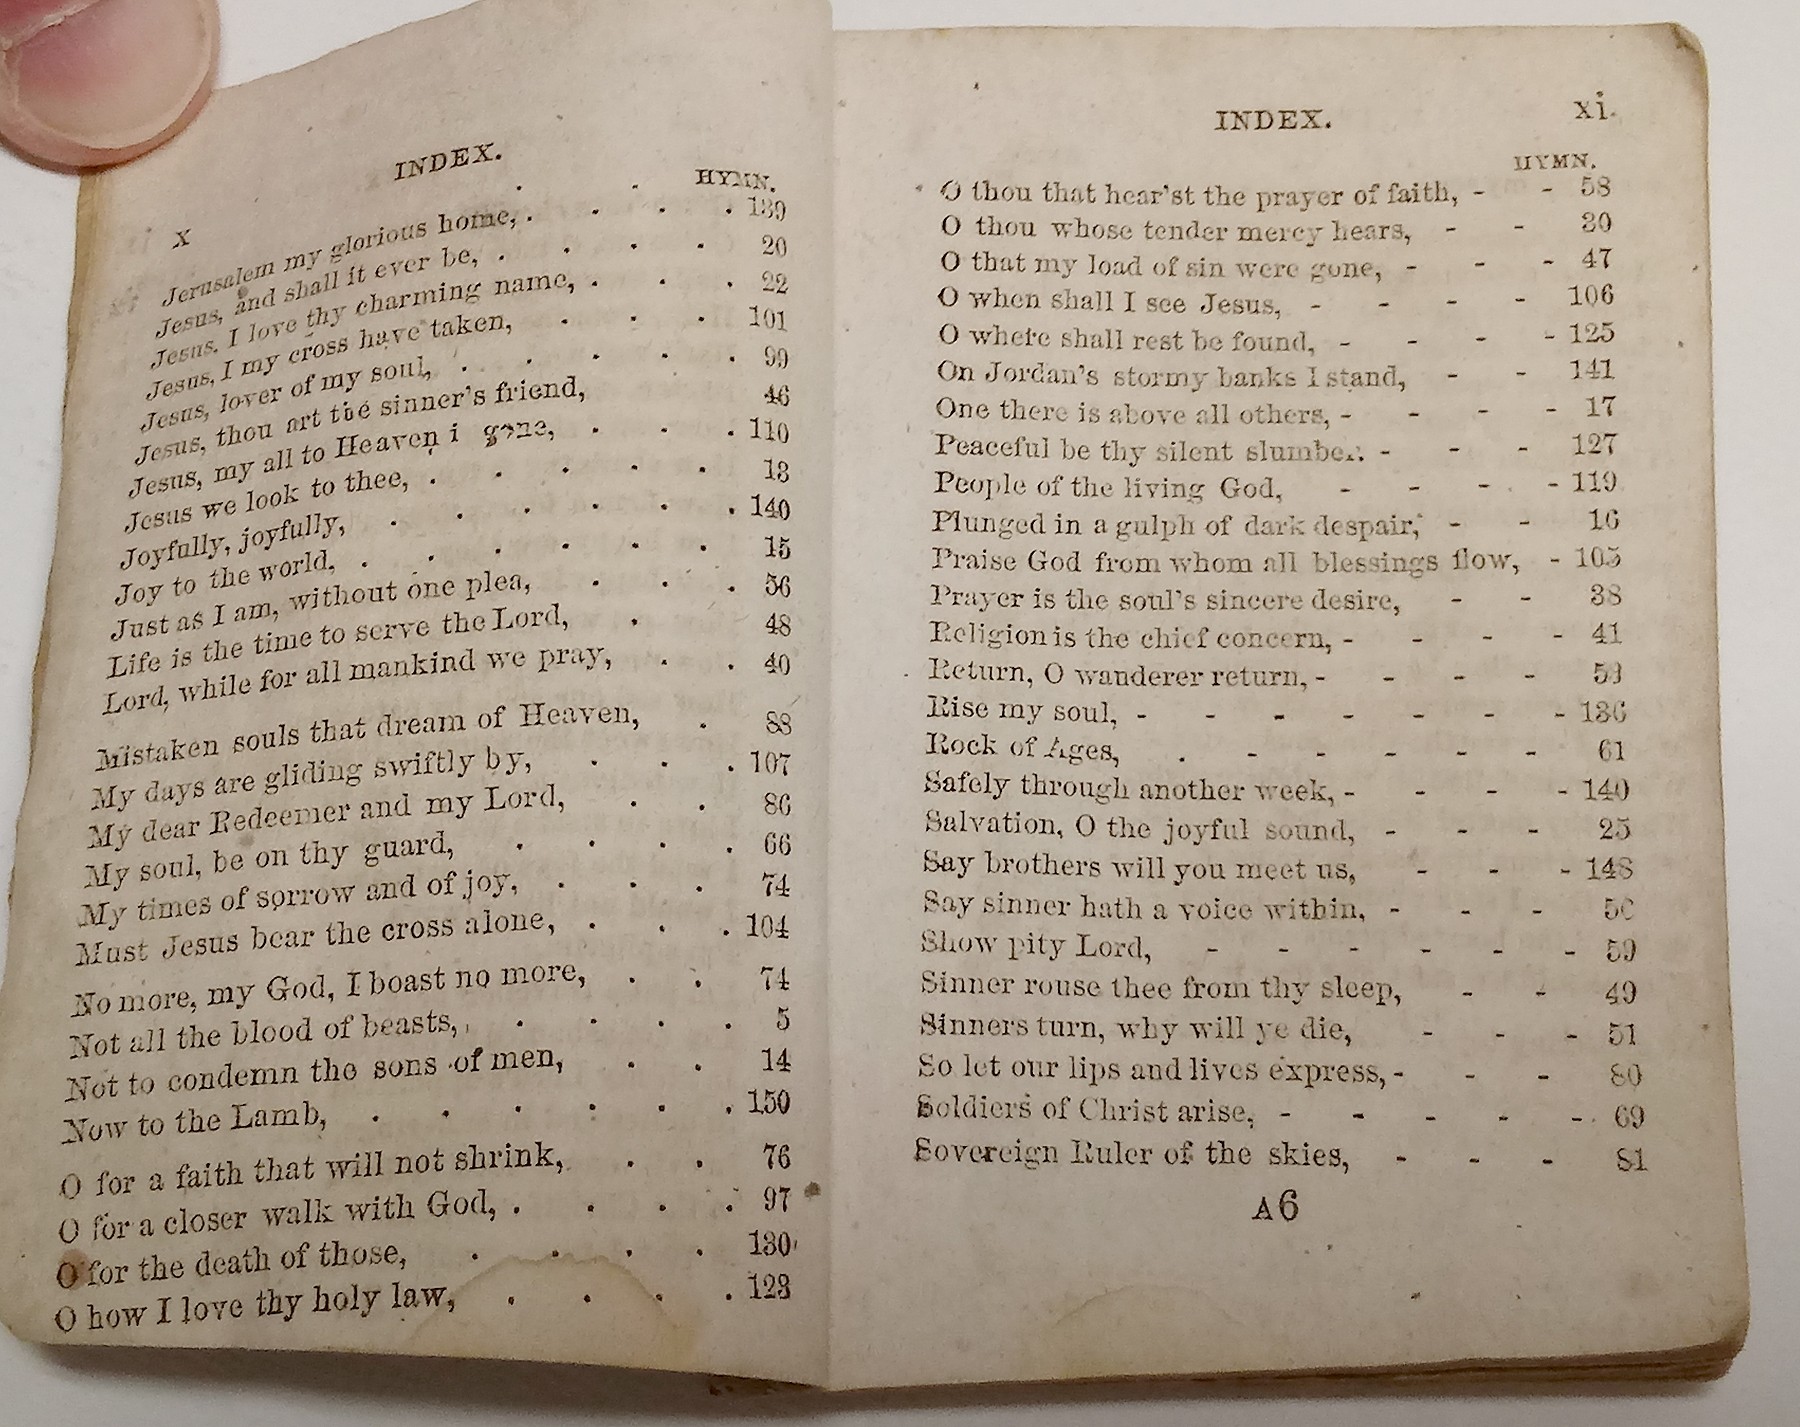 x
INDEX.
HYMN.
Jerusalem my glorious home, . . . . 139
Jesus, and shall it ever be, . . . . 20
Jesus. I love thy charming name, . . . 22
Jesus, I my cross have taken, . . . 101
Jesus, lover of my soul, . . . . . 99
Jesus, thou art the sinner's friend, 46
Jesus, my all to Heaven i gone, . . . 110
Jesus we look to thee, . . . . . 13
Joyfully, joyfully, . . . . . . 140
Joy to the world, . . . . . . 15
Just as I am, without one plea, . . . 56
Life is the time to serve the Lord, . 48
Lord, while for all mankind we pray, . . 40
Mistaken souls that dream of Heaven, . 88
My days are gliding swiftly by, . . . 107
My dear Redeemer and my Lord, . . 86
My soul, be on thy guard, . . . . 66
My times of sorrow and of joy, . . . 74
Must Jesus bear the cross alone, . . . 104
No more, my God, I boast no more, . . 74
Not all the blood of beasts, . . . . 5
Not to condemn the sons of men, . . 14
Now to the Lamb, . . . . . . 150
O for a faith that will not shrink, . . 76
O for a closer walk with God, . . . . 97
O for the death of those, . . . . 130
O how I love thy holy law, . . . . 123
INDEX.
xi.
HYMN.
O thou that hear'st the prayer of faith, - - 58
O thou whose tender mercy hears, - - 30
O that my load of sin were gone, - - - 47
O when shall I see Jesus, - - - - 106
O where shall rest be found, - - - - 125
On Jordan's stormy banks I stand, - - 141
One there is above all others, - - - - 17
Peaceful be thy silent slumber. - - - 127
People of the living God, - - - - 119
Plunged in a gulph of dark despair, - - 16
Praise God from whom all blessings flow, - 105
Prayer is the soul's sincere desire, - - 38
Religion is the chief concern, - - - - 41
Return, O wanderer return, - - - - 53
Rise my soul, - - - - - - - 136
Rock of Ages, . - - - - - 61
Safely through another week, - - - - 140
Salvation, O the joyful sound, - - - 25
Say brothers will you meet us, - - - 148
Say sinner hath a voice within, - - - 50
Show pity Lord, - - - - - - 59
Sinner rouse thee from thy sleep, - - 49
Sinners turn, why will ye die, - - - 51
So let our lips and lives express, - - - 80
Soldiers of Christ arise, - - - - - 69
Sovereign Ruler of the skies, - - - 81
A6